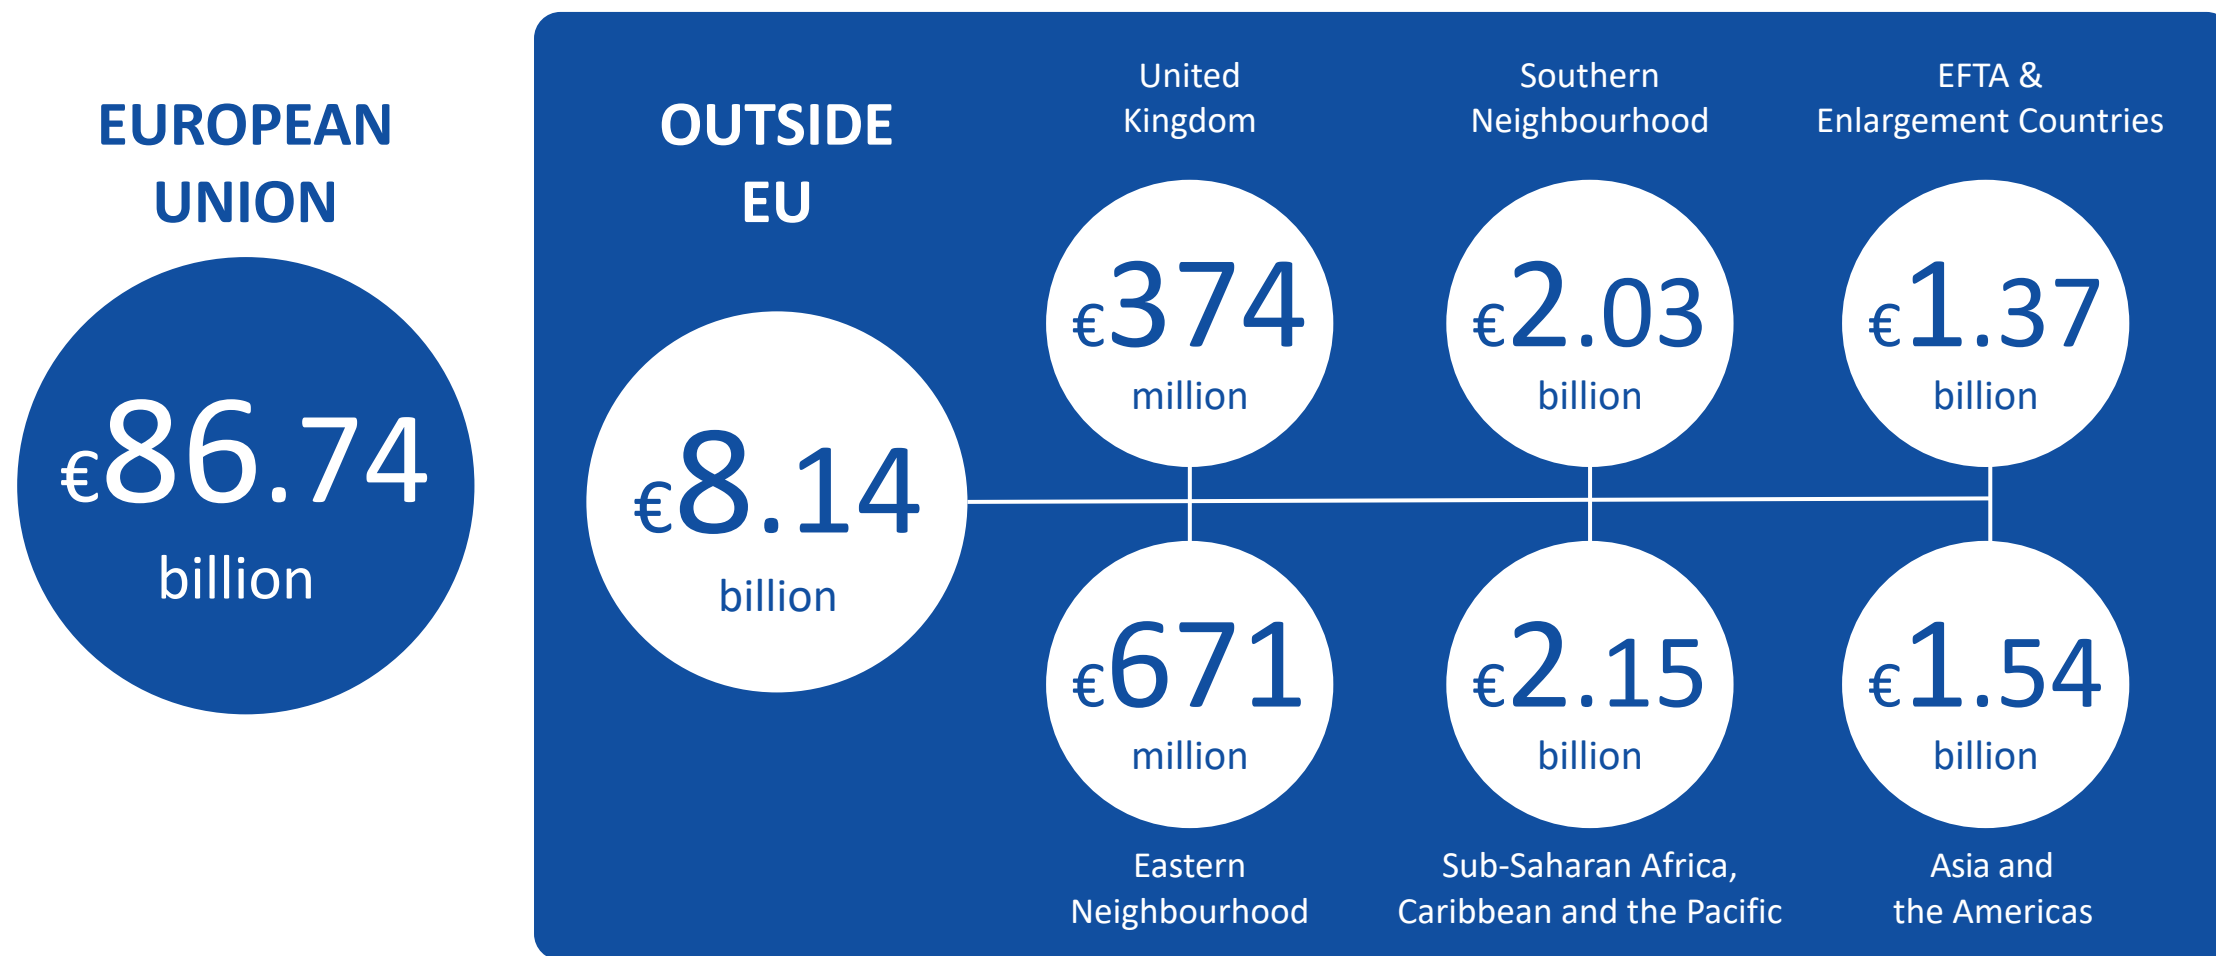 EUROPEAN
UNION
€86.74
billion
OUTSIDE
EU
€8.14
billion
United
Kingdom
€374
million
Southern
Neighbourhood
€2.03
billion
EFTA &
Enlargement Countries
€1.37
billion
€671
million
Eastern
Neighbourhood
€2.15
billion
Sub-Saharan Africa,
Caribbean and the Pacific
€1.54
billion
Asia and
the Americas